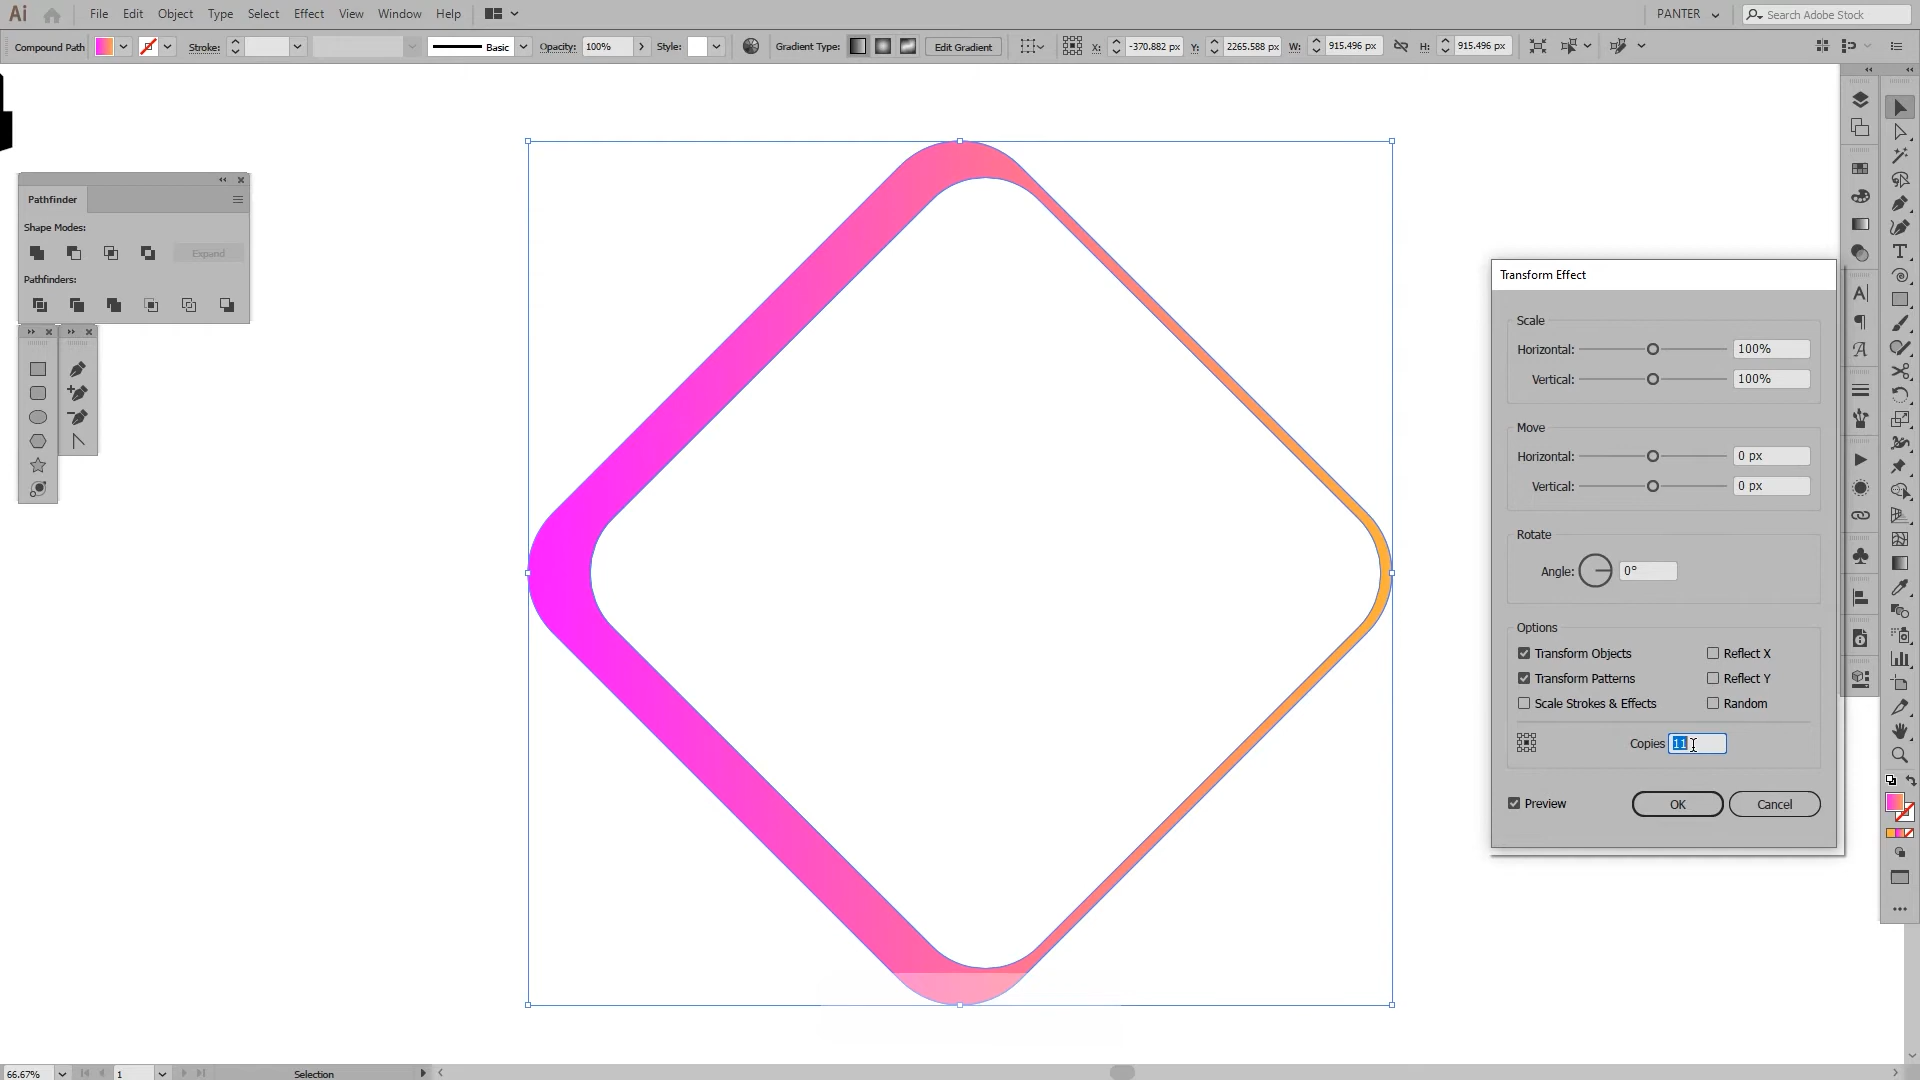 Ai File Edit Object Type Select Effect View Window Help PANTER Search Adobe Stock
Compound Path Stroke: Basic Opacity: 100% Style: Gradient Type: Edit Gradient X: -370.882 px Y: 2265.588 px W: 915.496 px H: 915.496 px
Pathfinder
Shape Modes:
Expand
Pathfinders:
Transform Effect
Scale
Horizontal: 100%
Vertical: 100%
Move
Horizontal: 0 px
Vertical: 0 px
Rotate
Angle: 0°
Options
Transform Objects Reflect X
Transform Patterns Reflect Y
Scale Strokes & Effects Random
Copies 11
Preview OK Cancel
66.67% 1 Selection